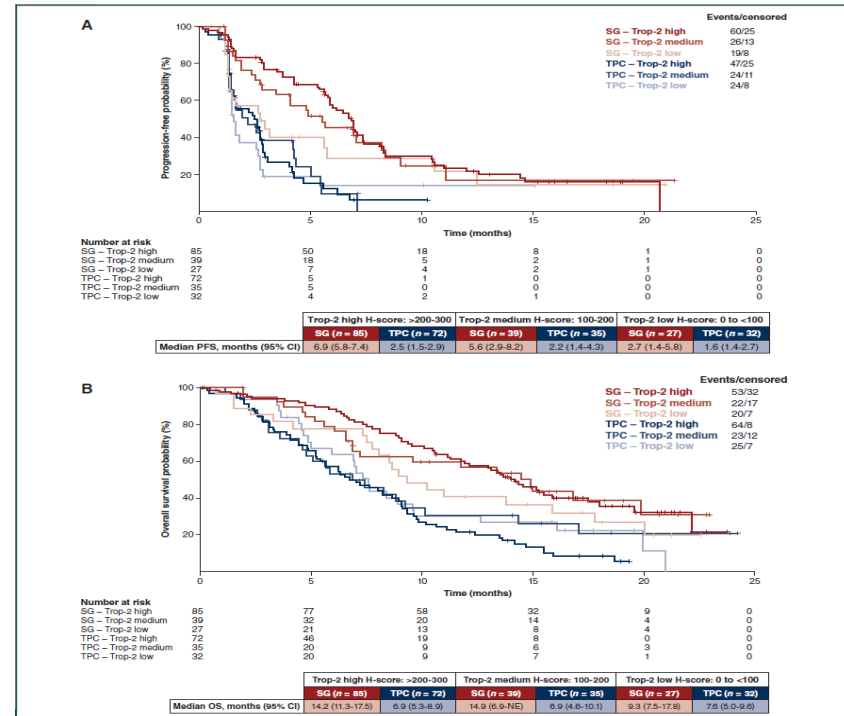 A
Events/censored
SG – Trop-2 high 60/25
SG – Trop-2 medium 26/13
SG – Trop-2 low 19/8
TPC – Trop-2 high 47/25
TPC – Trop-2 medium 24/11
TPC – Trop-2 low 24/8
Progression-free probability (%)
100
80
60
40
20
0 5 10 15 20 25
Time (months)
Number at risk
SG – Trop-2 high 85 50 18 8 1 0
SG – Trop-2 medium 39 18 5 2 1 0
SG – Trop-2 low 27 7 4 2 1 0
TPC – Trop-2 high 72 5 1 0 0 0
TPC – Trop-2 medium 35 5 0 0 0 0
TPC – Trop-2 low 32 4 2 1 0 0
Trop-2 high H-score: >200-300 Trop-2 medium H-score: 100-200 Trop-2 low H-score: 0 to <100
SG (n = 85) TPC (n = 72) SG (n = 39) TPC (n = 35) SG (n = 27) TPC (n = 32)
Median PFS, months (95% CI) 6.9 (5.8-7.4) 2.5 (1.5-2.9) 5.6 (2.9-8.2) 2.2 (1.4-4.3) 2.7 (1.4-5.8) 1.6 (1.4-2.7)
B
Events/censored
SG – Trop-2 high 53/32
SG – Trop-2 medium 22/17
SG – Trop-2 low 20/7
TPC – Trop-2 high 64/8
TPC – Trop-2 medium 23/12
TPC – Trop-2 low 25/7
Overall survival probability (%)
100
80
60
40
20
0 5 10 15 20 25
Time (months)
Number at risk
SG – Trop-2 high 85 77 58 32 9 0
SG – Trop-2 medium 39 32 20 14 4 0
SG – Trop-2 low 27 21 13 8 4 0
TPC – Trop-2 high 72 46 19 8 0 0
TPC – Trop-2 medium 35 20 9 6 3 0
TPC – Trop-2 low 32 20 9 7 1 0
Trop-2 high H-score: >200-300 Trop-2 medium H-score: 100-200 Trop-2 low H-score: 0 to <100
SG (n = 85) TPC (n = 72) SG (n = 39) TPC (n = 35) SG (n = 27) TPC (n = 32)
Median OS, months (95% CI) 14.2 (11.3-17.5) 6.9 (5.3-8.9) 14.9 (6.9-NE) 6.9 (4.6-10.1) 9.3 (7.5-17.8) 7.6 (5.0-9.6)